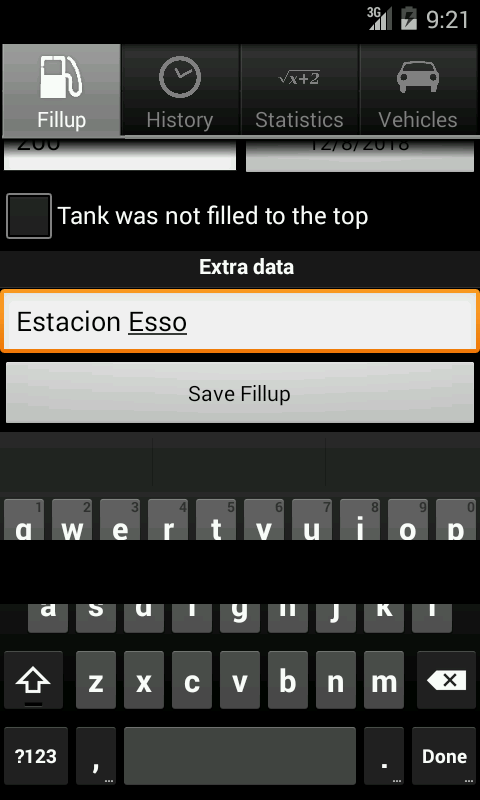 3G 9:21
Fillup History √x+2 Statistics Vehicles
200 12/8/2018
Tank was not filled to the top
Extra data
Estacion Esso
Save Fillup
1 2 3 4 5 6 7 8 9 0
q w e r t y u i o p
a s d f g h j k l
z x c v b n m
?123 , ... . ... Done ...